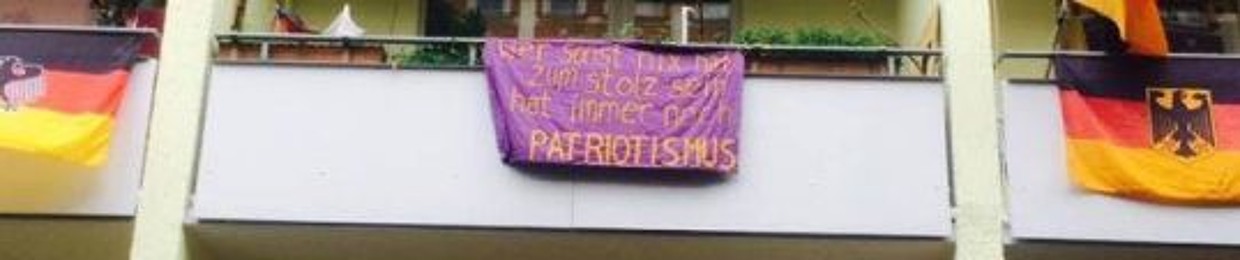 wer sonst nix hat
zum stolz sein
hat immer noch
PATRIOTISMUS